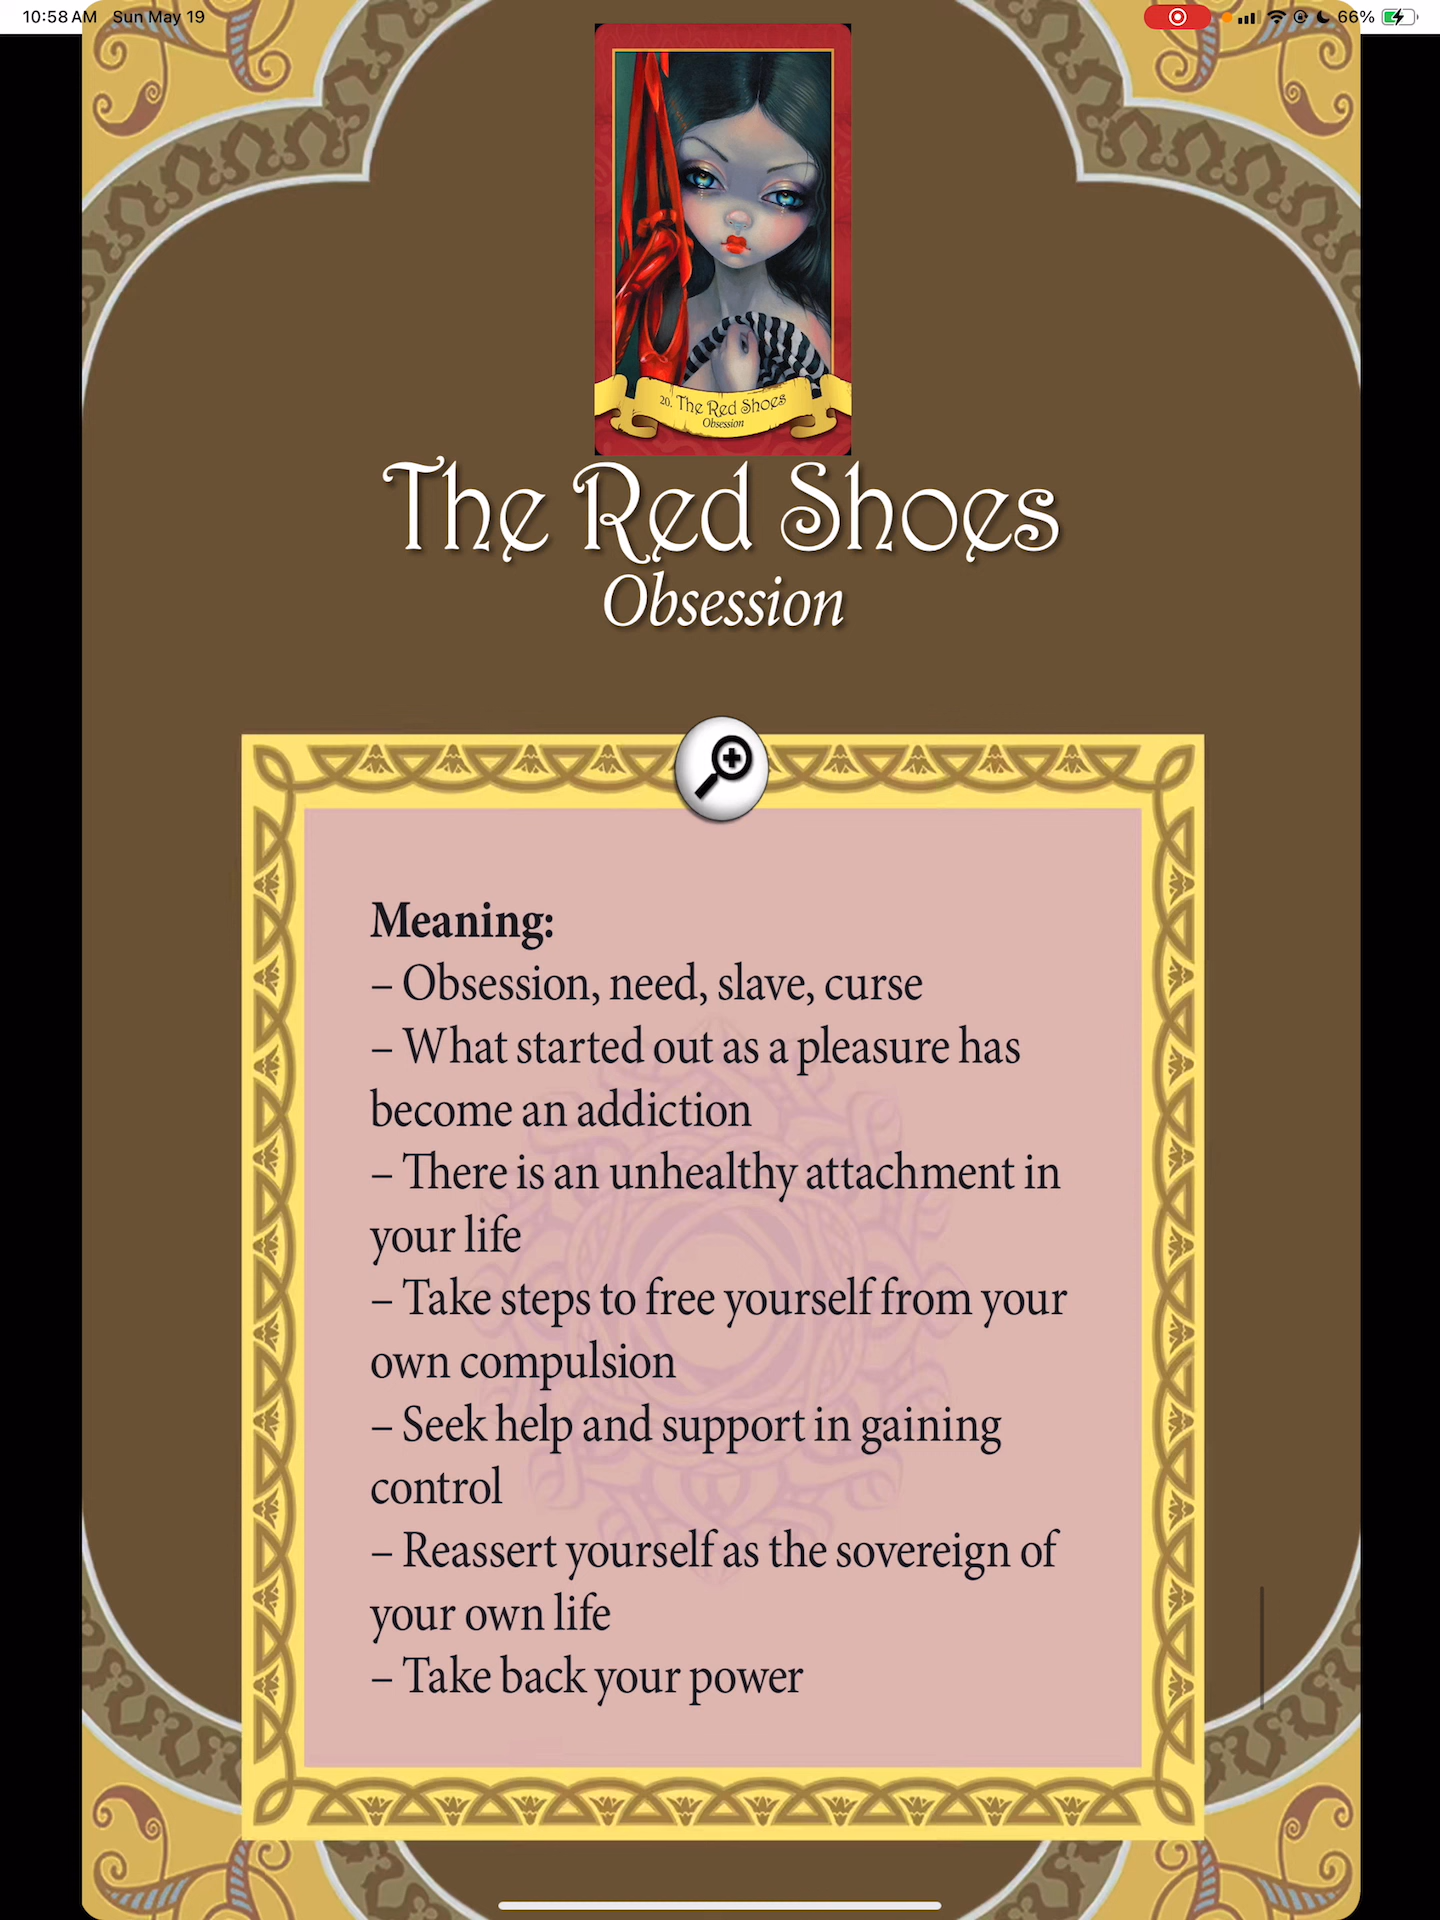 10:58 AM Sun May 19
66%
20. The Red Shoes
Obsession
The Red Shoes
Obsession
Meaning:
– Obsession, need, slave, curse
– What started out as a pleasure has
become an addiction
– There is an unhealthy attachment in
your life
– Take steps to free yourself from your
own compulsion
– Seek help and support in gaining
control
– Reassert yourself as the sovereign of
your own life
– Take back your power